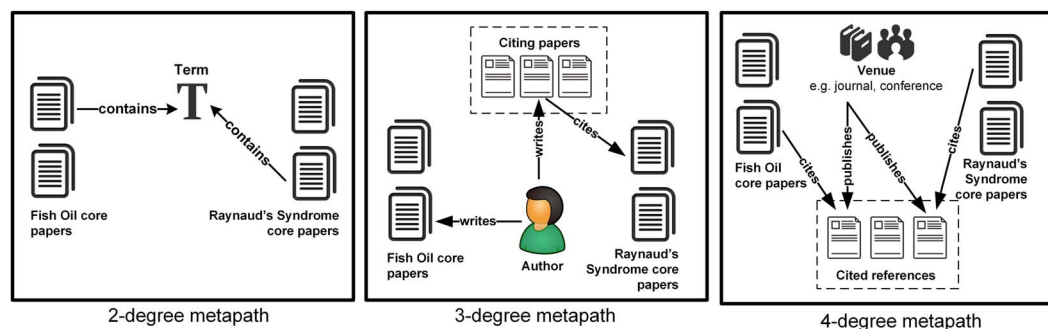 Term
T
contains
contains
Fish Oil core
papers
Raynaud's Syndrome
core papers
2-degree metapath
Citing papers
writes
cites
writes
Fish Oil core
papers
Author
Raynaud's
Syndrome core
papers
3-degree metapath
Venue
e.g. journal, conference
Fish Oil
core papers
cites
publishes
publishes
cites
Raynaud's
Syndrome
core papers
Cited references
4-degree metapath